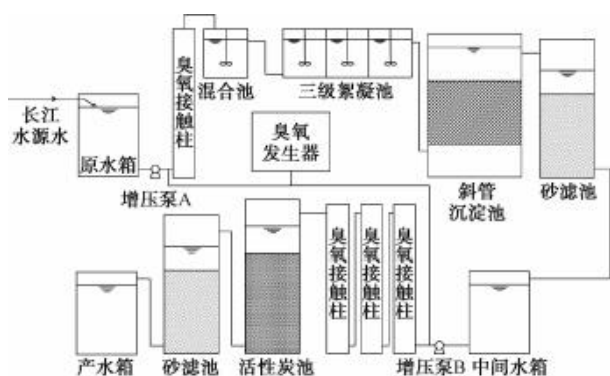 长江
水源水
原水箱
增压泵A
臭氧接触柱
混合池
三级絮凝池
臭氧
发生器
斜管
沉淀池
砂滤池
产水箱
砂滤池
活性炭池
臭氧接触柱
臭氧接触柱
臭氧接触柱
增压泵B
中间水箱